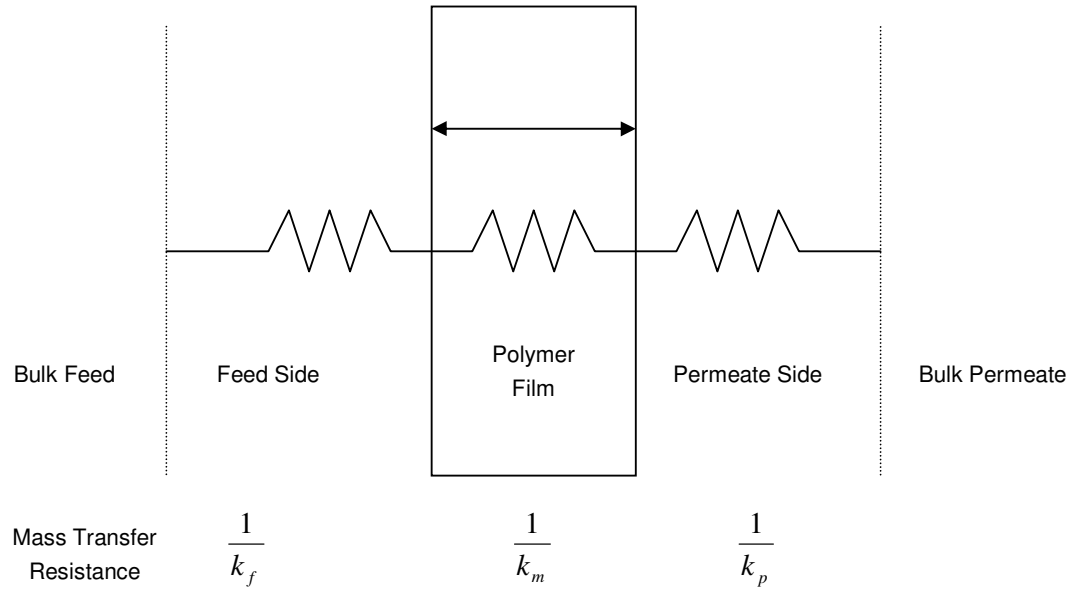 Polymer
Film
Bulk Feed
Feed Side
Permeate Side
Bulk Permeate
Mass Transfer
Resistance
1
k_f
1
k_m
1
k_p